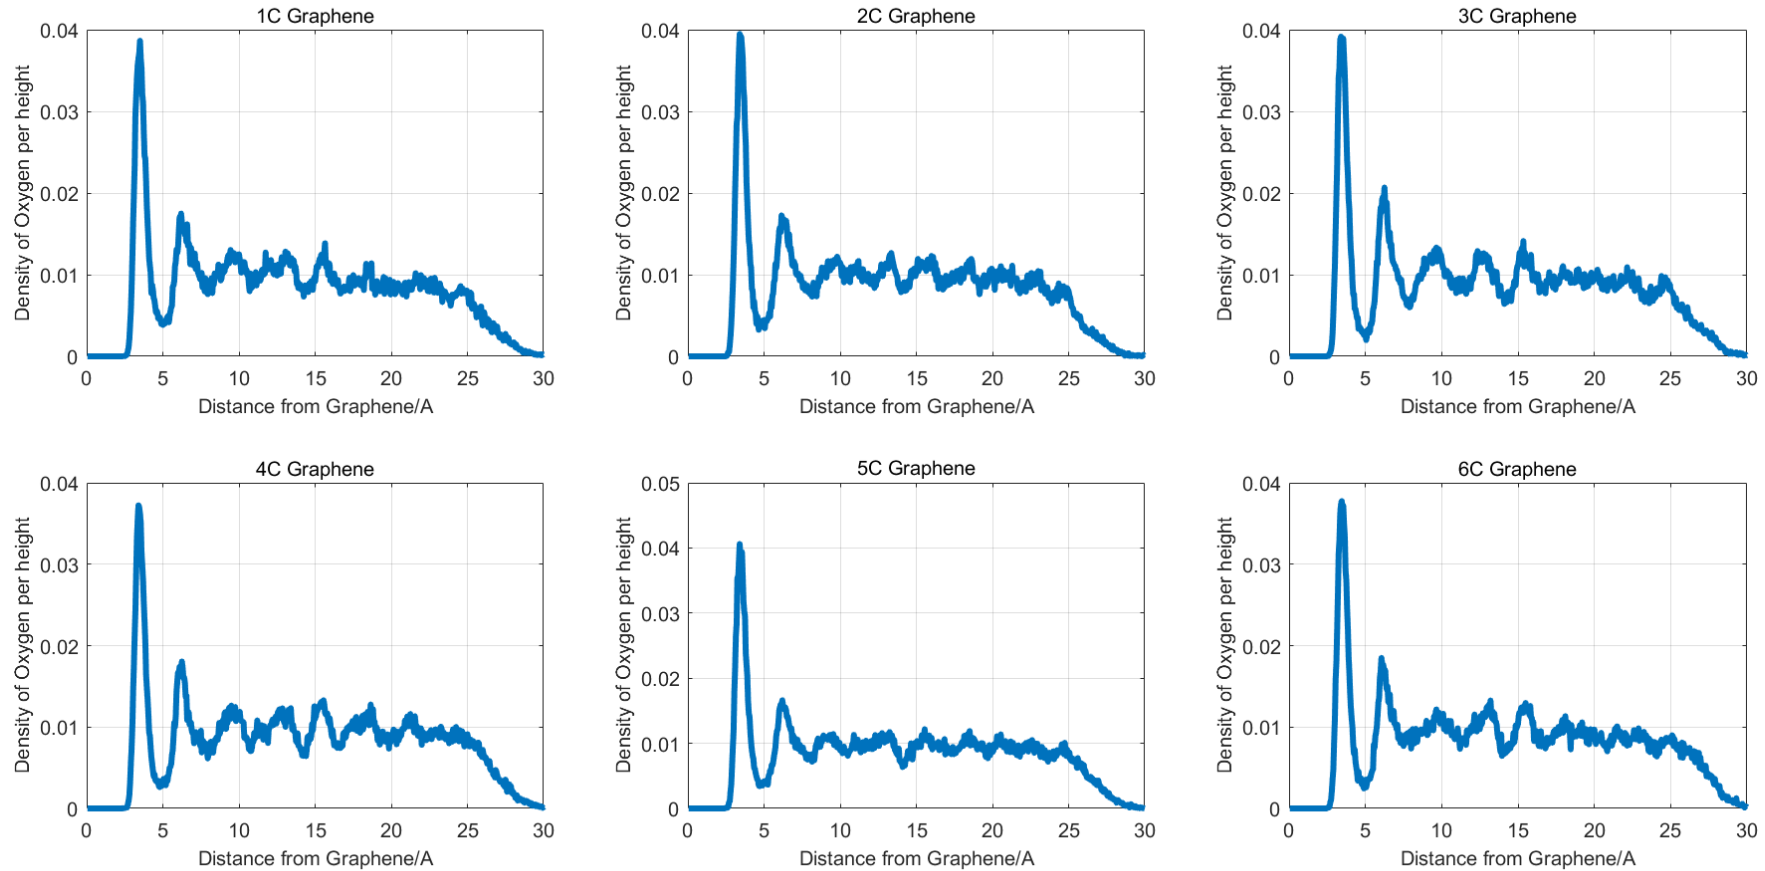 1C Graphene
Density of Oxygen per height
0.04
0.03
0.02
0.01
0
0 5 10 15 20 25 30
Distance from Graphene/A
2C Graphene
Density of Oxygen per height
0.04
0.03
0.02
0.01
0
0 5 10 15 20 25 30
Distance from Graphene/A
3C Graphene
Density of Oxygen per height
0.04
0.03
0.02
0.01
0
0 5 10 15 20 25 30
Distance from Graphene/A
4C Graphene
Density of Oxygen per height
0.04
0.03
0.02
0.01
0
0 5 10 15 20 25 30
Distance from Graphene/A
5C Graphene
Density of Oxygen per height
0.05
0.04
0.03
0.02
0.01
0
0 5 10 15 20 25 30
Distance from Graphene/A
6C Graphene
Density of Oxygen per height
0.04
0.03
0.02
0.01
0
0 5 10 15 20 25 30
Distance from Graphene/A